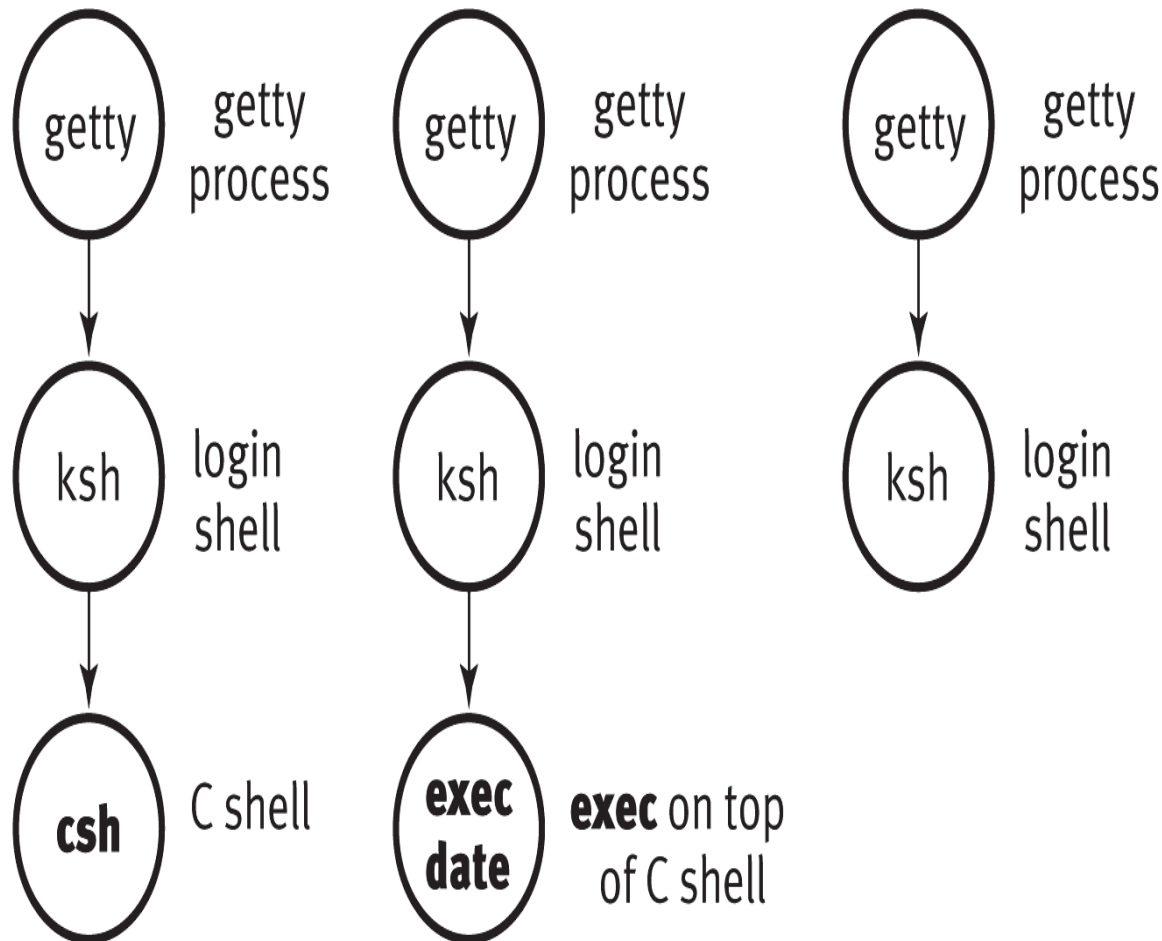 getty
getty
process
ksh
login
shell
csh
C shell
getty
getty
process
ksh
login
shell
exec
date
exec on top
of C shell
getty
getty
process
ksh
login
shell